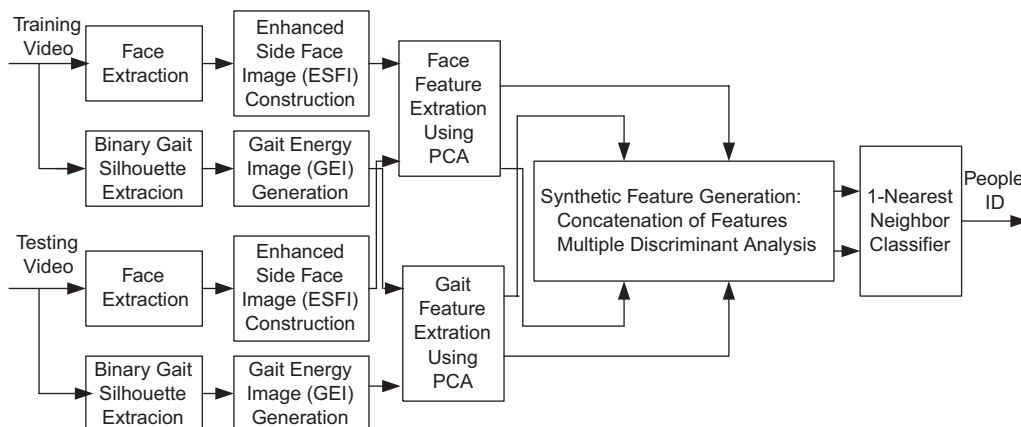 Training
Video
Face
Extraction
Enhanced
Side Face
Image (ESFI)
Construction
Face
Feature
Extration
Using
PCA
Binary Gait
Silhouette
Extracion
Gait Energy
Image (GEI)
Generation
Synthetic Feature Generation:
Concatenation of Features
Multiple Discriminant Analysis
1-Nearest
Neighbor
Classifier
People
ID
Testing
Video
Face
Extraction
Enhanced
Side Face
Image (ESFI)
Construction
Gait
Feature
Extration
Using
PCA
Binary Gait
Silhouette
Extracion
Gait Energy
Image (GEI)
Generation